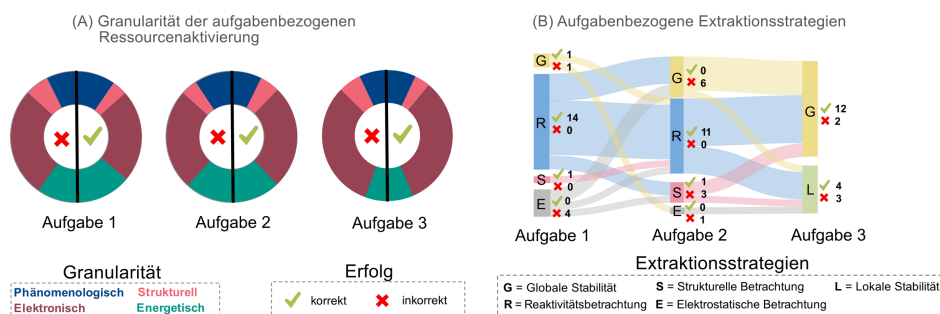 (A) Granularität der aufgabenbezogenen
Ressourcenaktivierung
Aufgabe 1
Aufgabe 2
Aufgabe 3
Granularität
Phänomenologisch
Strukturell
Elektronisch
Energetisch
Erfolg
korrekt
inkorrekt
(B) Aufgabenbezogene Extraktionsstrategien
G
1
1
R
14
0
S
1
0
E
0
4
G
0
6
R
11
0
S
1
3
E
0
1
G
12
2
L
4
3
Aufgabe 1
Aufgabe 2
Aufgabe 3
Extraktionsstrategien
G = Globale Stabilität
S = Strukturelle Betrachtung
L = Lokale Stabilität
R = Reaktivitätsbetrachtung
E = Elektrostatische Betrachtung